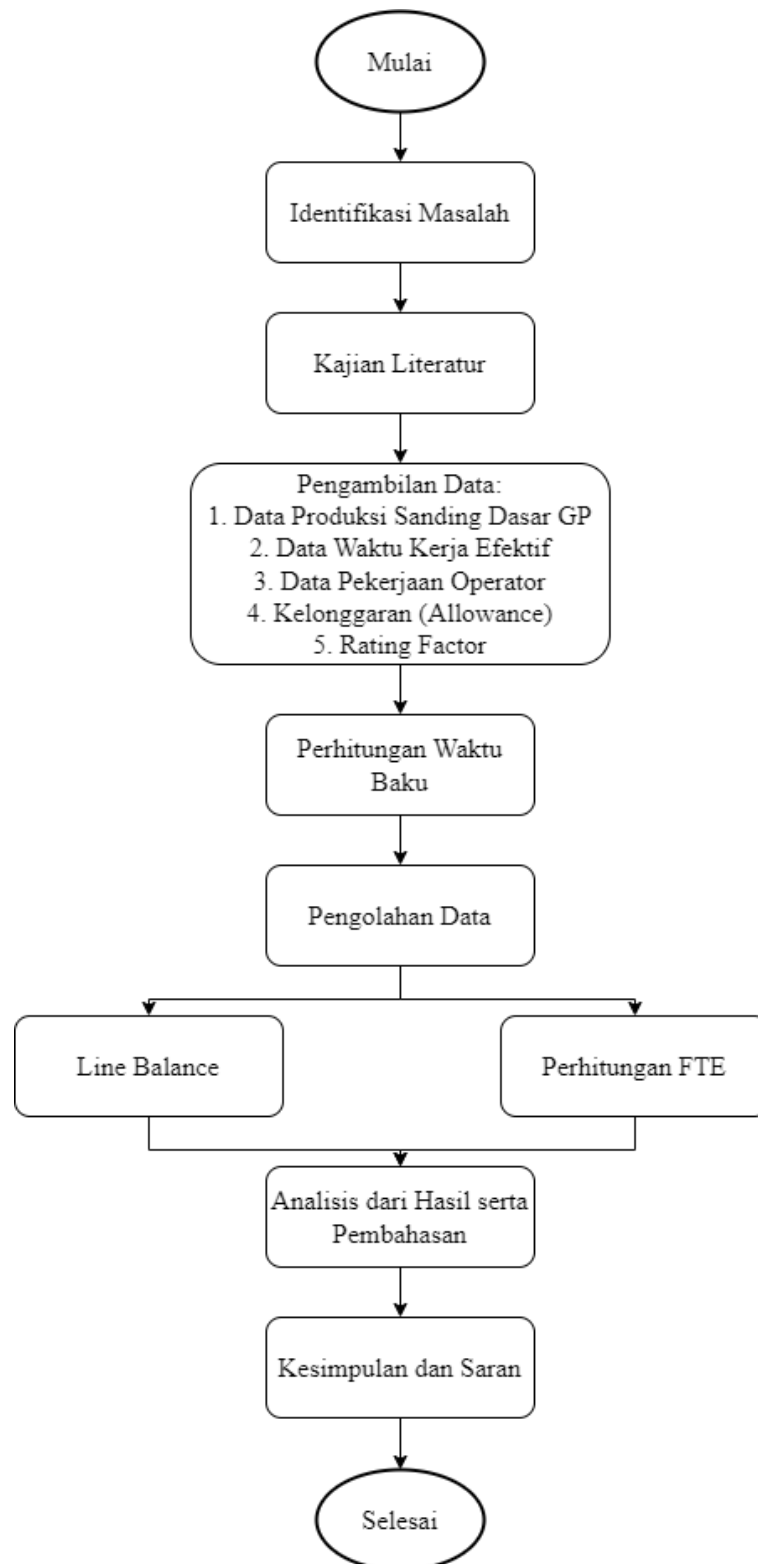 Mulai
Identifikasi Masalah
Kajian Literatur
Pengambilan Data:
1. Data Produksi Sanding Dasar GP
2. Data Waktu Kerja Efektif
3. Data Pekerjaan Operator
4. Kelonggaran (Allowance)
5. Rating Factor
Perhitungan Waktu
Baku
Pengolahan Data
Line Balance
Perhitungan FTE
Analisis dari Hasil serta
Pembahasan
Kesimpulan dan Saran
Selesai